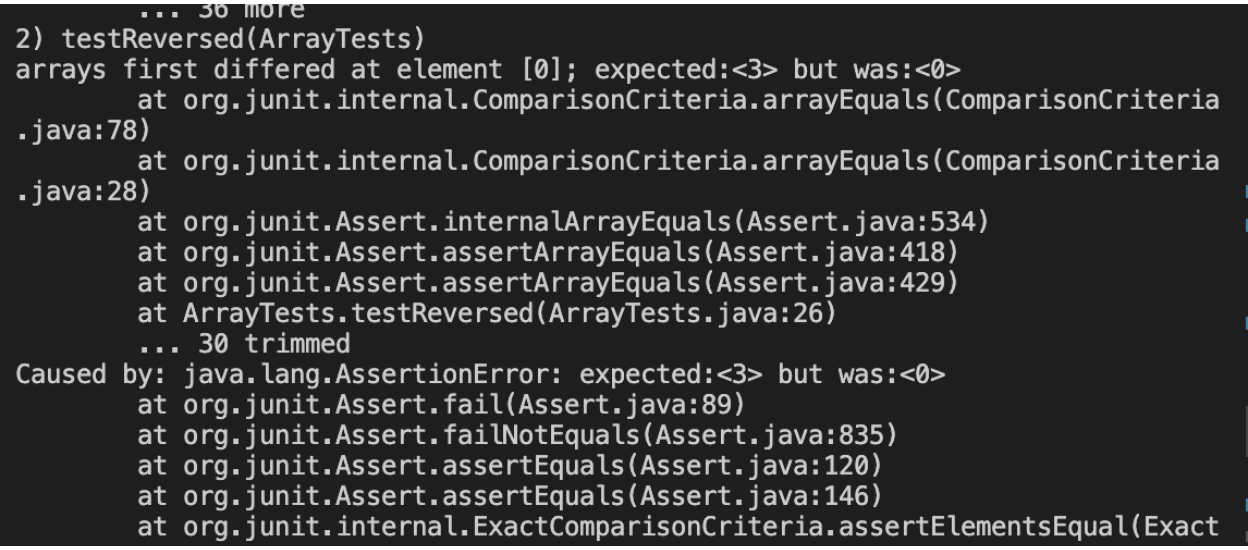 ... 36 more
2) testReversed(ArrayTests)
arrays first differed at element [0]; expected:<3> but was:<0>
at org.junit.internal.ComparisonCriteria.arrayEquals(ComparisonCriteria
.java:78)
at org.junit.internal.ComparisonCriteria.arrayEquals(ComparisonCriteria
.java:28)
at org.junit.Assert.internalArrayEquals(Assert.java:534)
at org.junit.Assert.assertArrayEquals(Assert.java:418)
at org.junit.Assert.assertArrayEquals(Assert.java:429)
at ArrayTests.testReversed(ArrayTests.java:26)
... 30 trimmed
Caused by: java.lang.AssertionError: expected:<3> but was:<0>
at org.junit.Assert.fail(Assert.java:89)
at org.junit.Assert.failNotEquals(Assert.java:835)
at org.junit.Assert.assertEquals(Assert.java:120)
at org.junit.Assert.assertEquals(Assert.java:146)
at org.junit.internal.ExactComparisonCriteria.assertElementsEqual(Exact